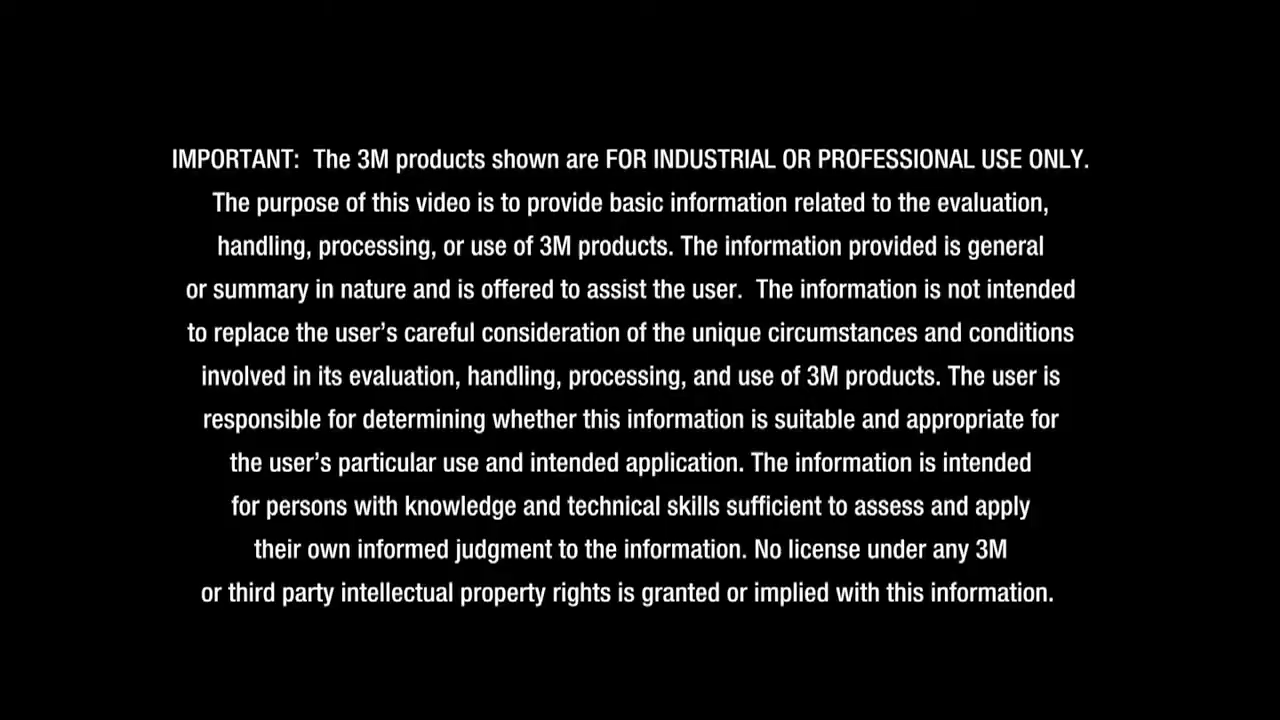 IMPORTANT:  The 3M products shown are FOR INDUSTRIAL OR PROFESSIONAL USE ONLY.
The purpose of this video is to provide basic information related to the evaluation,
handling, processing, or use of 3M products. The information provided is general
or summary in nature and is offered to assist the user.  The information is not intended
to replace the user’s careful consideration of the unique circumstances and conditions
involved in its evaluation, handling, processing, and use of 3M products. The user is
responsible for determining whether this information is suitable and appropriate for
the user’s particular use and intended application. The information is intended
for persons with knowledge and technical skills sufficient to assess and apply
their own informed judgment to the information. No license under any 3M
or third party intellectual property rights is granted or implied with this information.